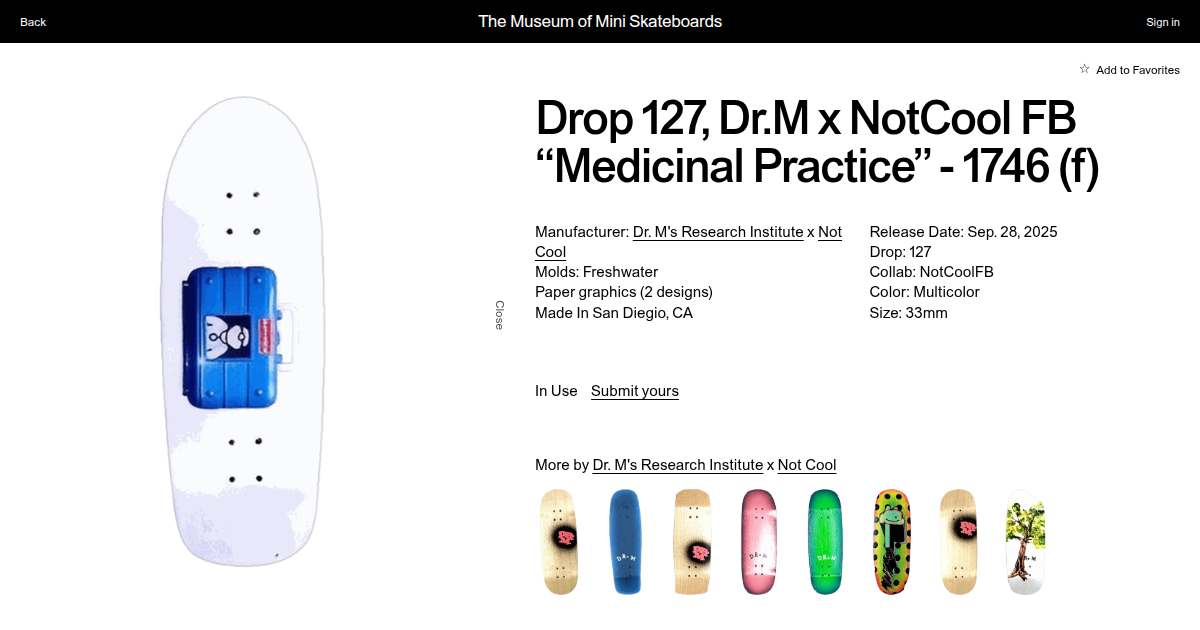 Back
The Museum of Mini Skateboards
Sign in
☆ Add to Favorites
Drop 127, Dr.M x NotCool FB
“Medicinal Practice” - 1746 (f)
Manufacturer: Dr. M's Research Institute x Not
Cool
Molds: Freshwater
Paper graphics (2 designs)
Made In San Diegio, CA
Release Date: Sep. 28, 2025
Drop: 127
Collab: NotCoolFB
Color: Multicolor
Size: 33mm
Close
In Use Submit yours
More by Dr. M's Research Institute x Not Cool
DR•M
DR•M
DR•M